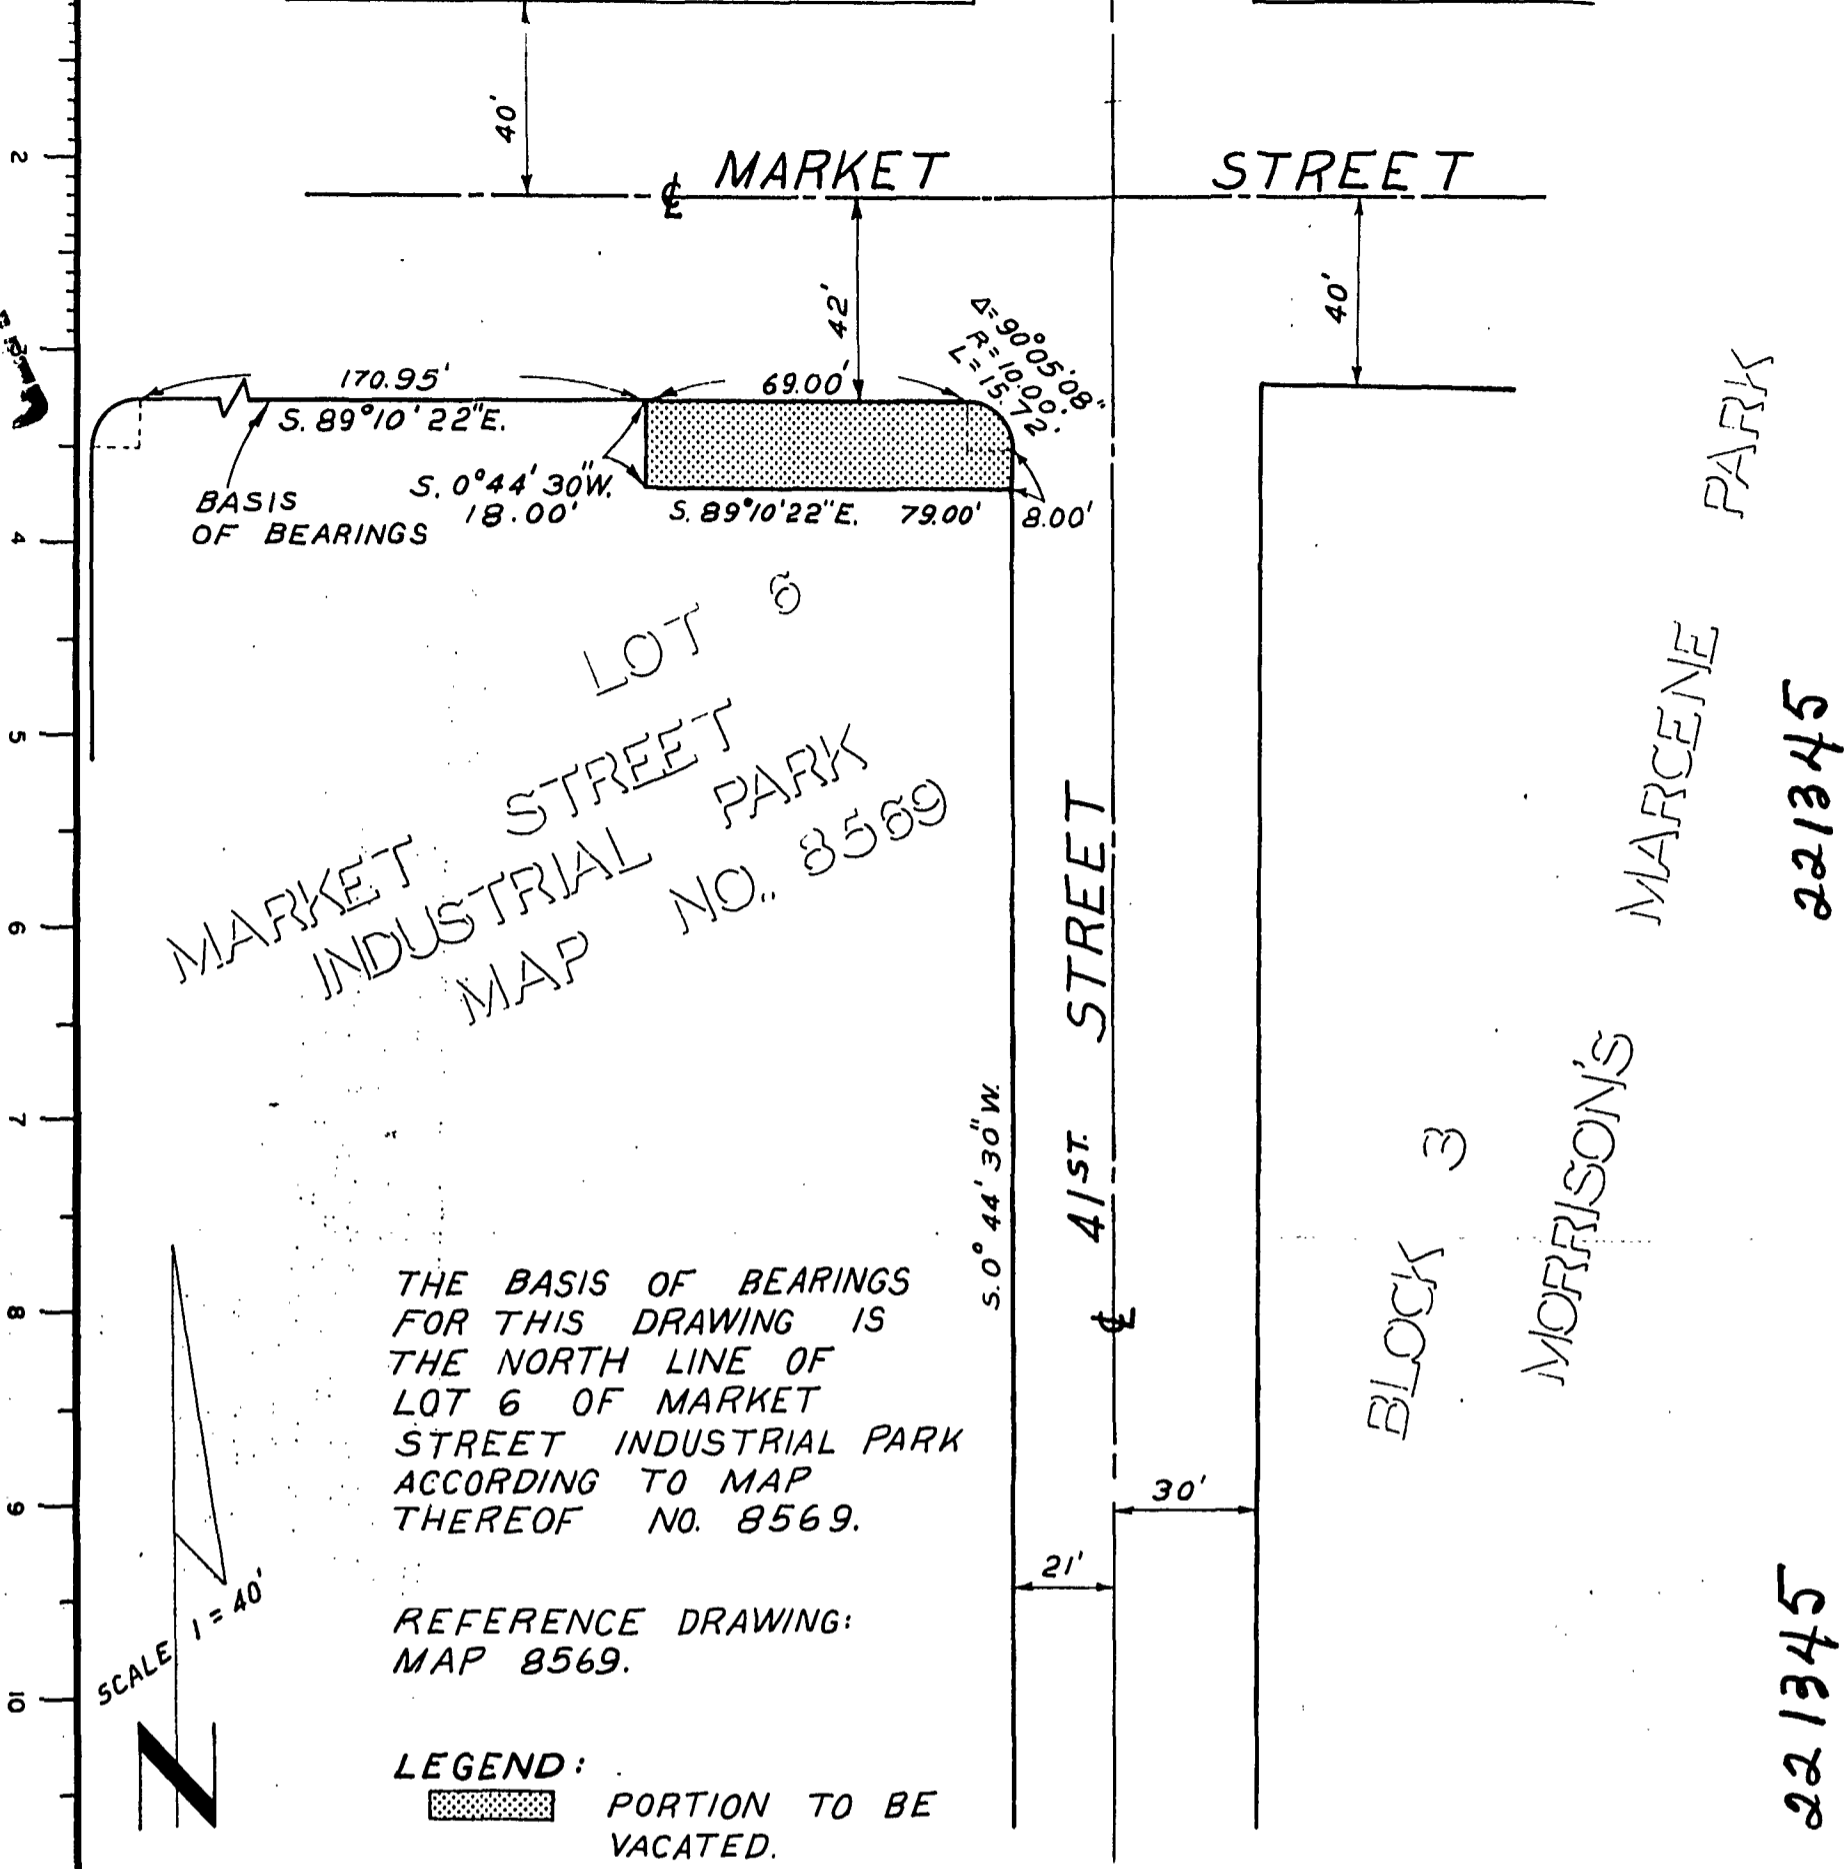 40'
MARKET STREET
℄
42'
40'
Δ=90°05'08"
R=10.00'
L=15.72'
170.95'
69.00'
S.89°10'22"E.
S.0°44'30"W.
18.00'
S.89°10'22"E. 79.00'
8.00'
BASIS
OF BEARINGS
LOT 6
MARKET STREET
INDUSTRIAL PARK
MAP NO. 8569
41ST. STREET
℄
S.0°44'30"W.
BLOCK 3
MORRISON'S MARCENE PARK
221345
221345
THE BASIS OF BEARINGS
FOR THIS DRAWING IS
THE NORTH LINE OF
LOT 6 OF MARKET
STREET INDUSTRIAL PARK
ACCORDING TO MAP
THEREOF NO. 8569.
30'
21'
REFERENCE DRAWING:
MAP 8569.
SCALE 1=40'
N
LEGEND:
PORTION TO BE
VACATED.
2
4
5
6
7
8
9
10